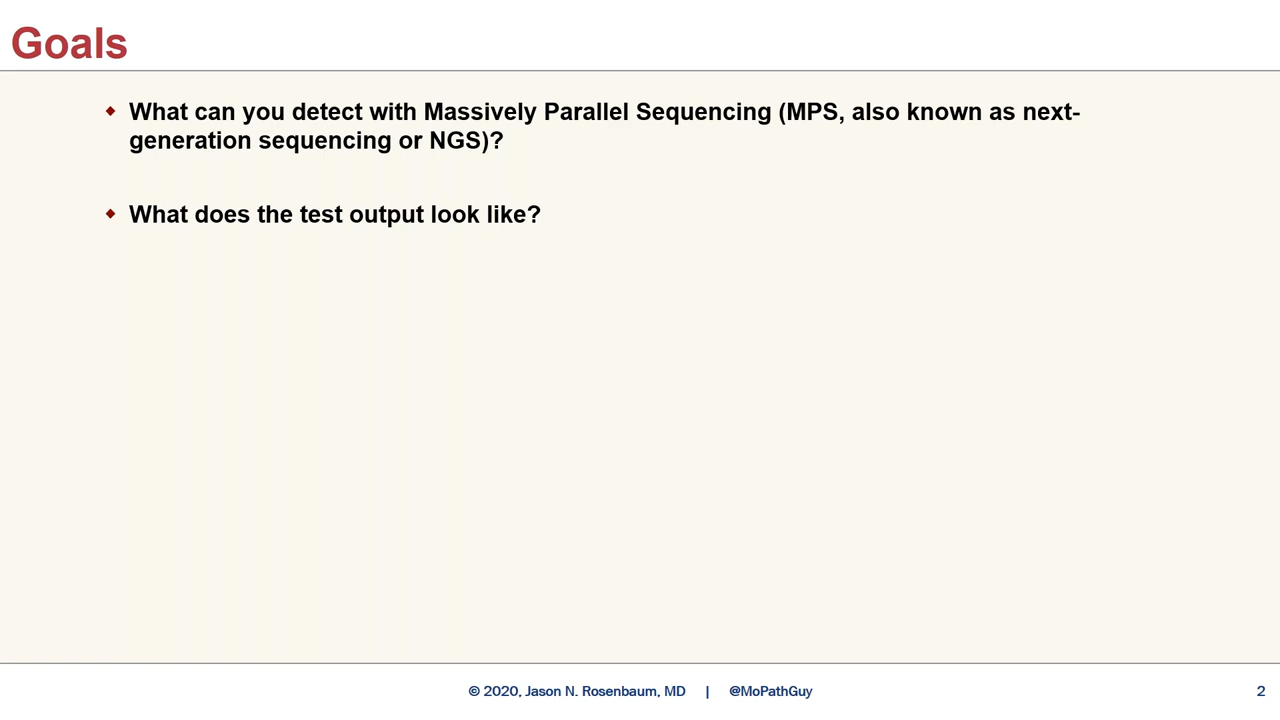 Goals
What can you detect with Massively Parallel Sequencing (MPS, also known as next-
generation sequencing or NGS)?
What does the test output look like?
© 2020, Jason N. Rosenbaum, MD | @MoPathGuy
2